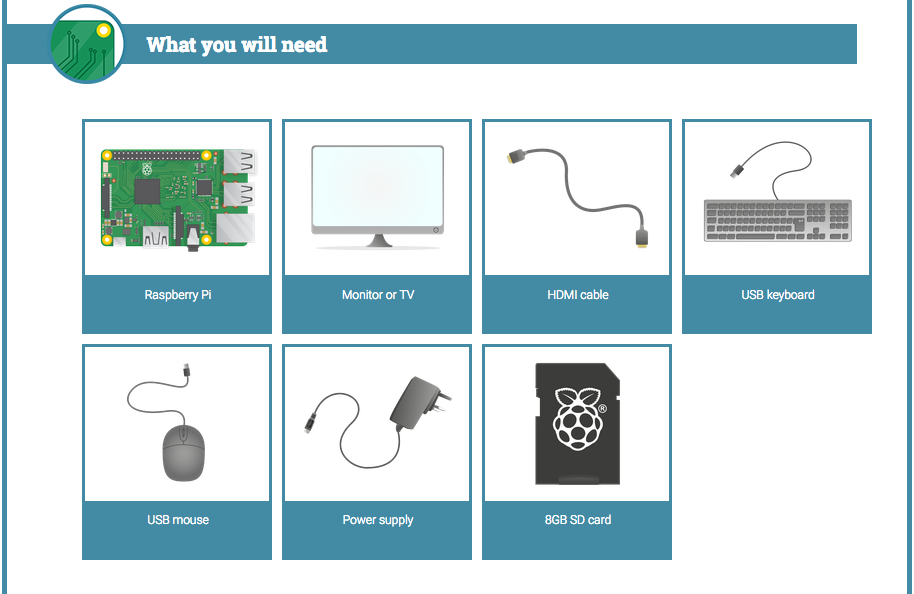 What you will need
Raspberry Pi
Monitor or TV
HDMI cable
USB keyboard
USB mouse
Power supply
®
8GB SD card